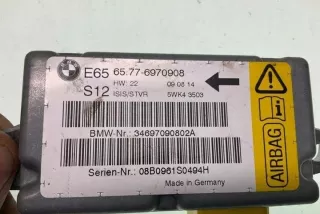 BMW
E65 65.77-6970908
S12 HW: 22 09 06 14
ISIS/STVR 5WK4 3503
BMW-Nr.: 34697090802A
Serien-Nr.: 08B0961S0494H
Made in Germany
AIRBAG